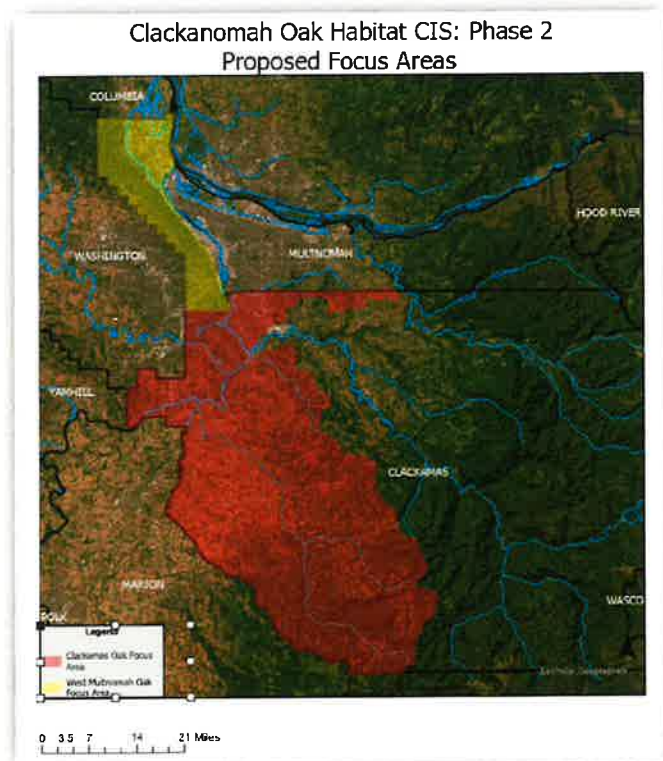 Clackanomah Oak Habitat CIS: Phase 2
Proposed Focus Areas
COLUMBIA
HOOD RIVER
WASHINGTON
MULTNOMAH
YAMHILL
CLACKAMAS
MARION
WASCO
POLK
Legend
Clackamas Oak Focus
Area
West Multnomah Oak
Focus Area
0 3.5 7 14 21 Miles